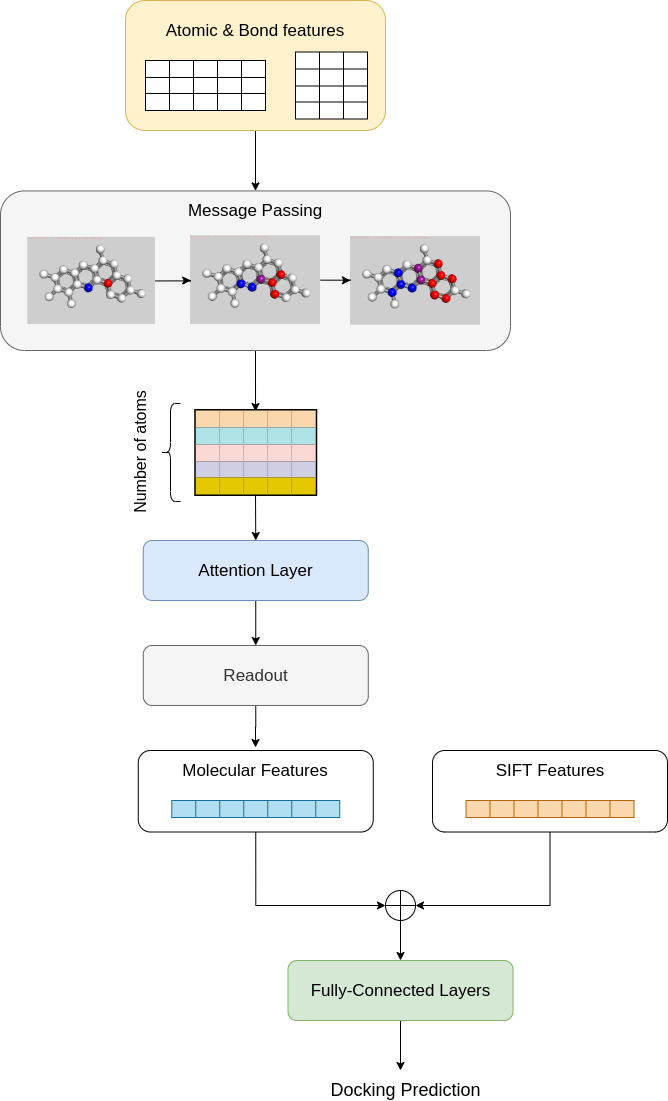 Atomic & Bond features
Message Passing
Number of atoms
Attention Layer
Readout
Molecular Features
SIFT Features
Fully-Connected Layers
Docking Prediction